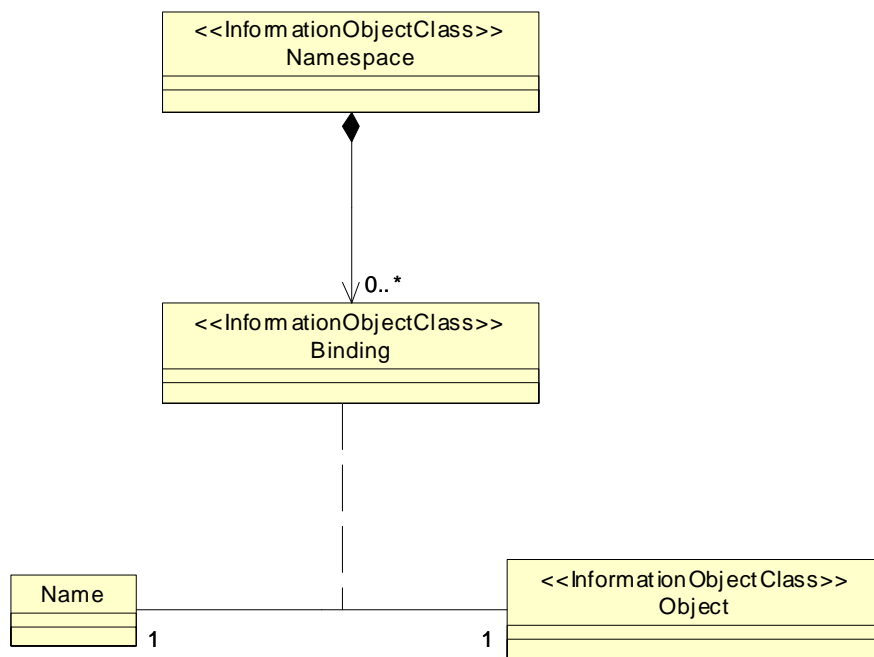 <<InformationObjectClass>>
Namespace
0..*
<<InformationObjectClass>>
Binding
Name
<<InformationObjectClass>>
Object
1
1